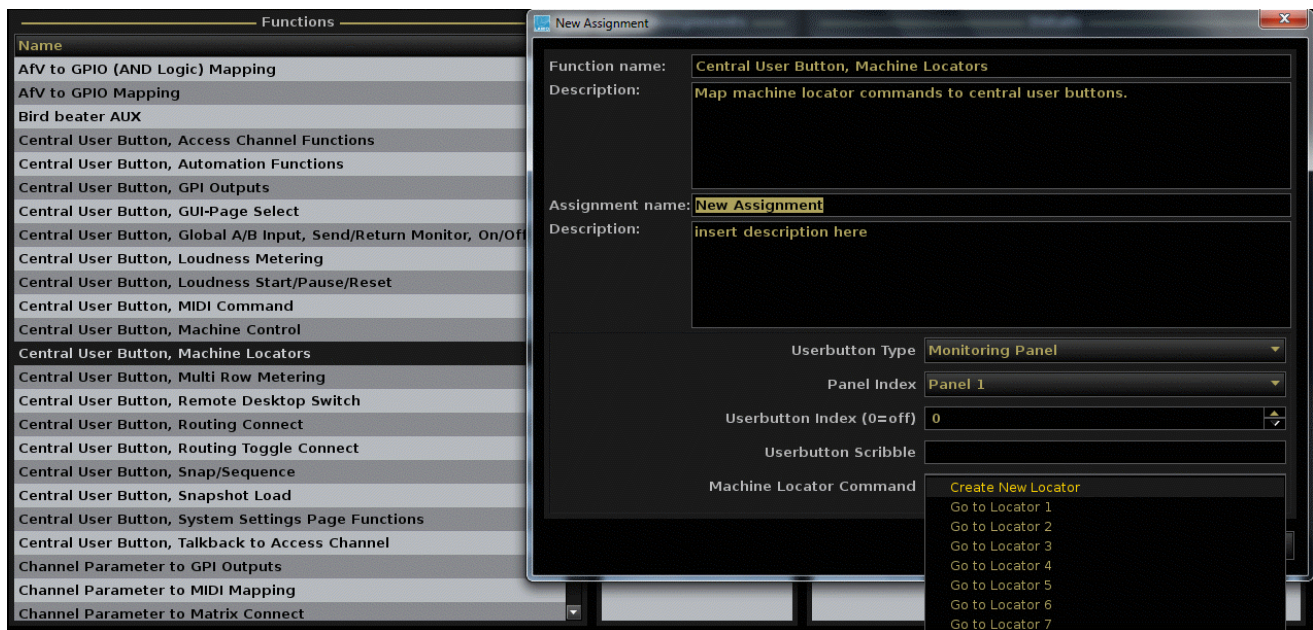 Functions
Name
AfV to GPIO (AND Logic) Mapping
AfV to GPIO Mapping
Bird beater AUX
Central User Button, Access Channel Functions
Central User Button, Automation Functions
Central User Button, GPI Outputs
Central User Button, GUI-Page Select
Central User Button, Global A/B Input, Send/Return Monitor, On/Off
Central User Button, Loudness Metering
Central User Button, Loudness Start/Pause/Reset
Central User Button, MIDI Command
Central User Button, Machine Control
Central User Button, Machine Locators
Central User Button, Multi Row Metering
Central User Button, Remote Desktop Switch
Central User Button, Routing Connect
Central User Button, Routing Toggle Connect
Central User Button, Snap/Sequence
Central User Button, Snapshot Load
Central User Button, System Settings Page Functions
Central User Button, Talkback to Access Channel
Channel Parameter to GPI Outputs
Channel Parameter to MIDI Mapping
Channel Parameter to Matrix Connect
New Assignment
Function name: Central User Button, Machine Locators
Description: Map machine locator commands to central user buttons.
Assignment name: New Assignment
Description: insert description here
Userbutton Type Monitoring Panel
Panel Index Panel 1
Userbutton Index (0=off) 0
Userbutton Scribble
Machine Locator Command
Create New Locator
Go to Locator 1
Go to Locator 2
Go to Locator 3
Go to Locator 4
Go to Locator 5
Go to Locator 6
Go to Locator 7